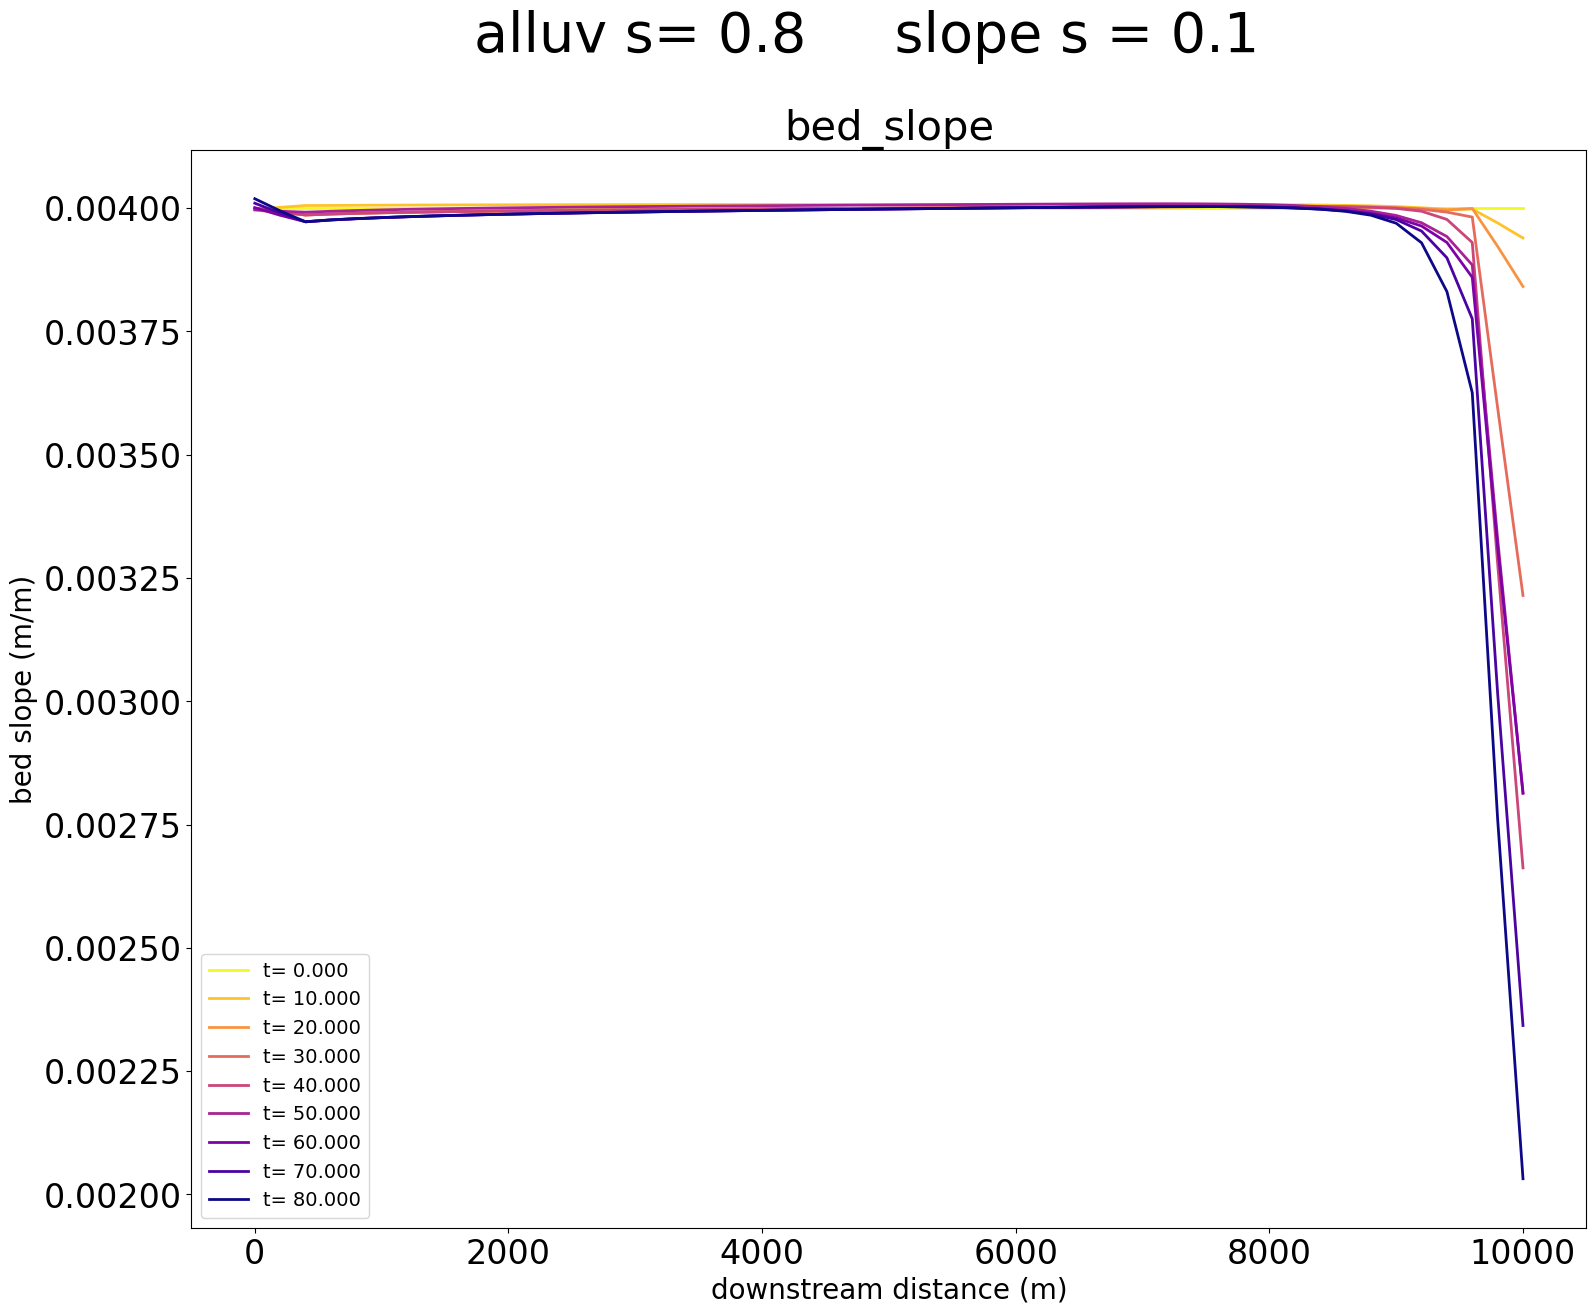 alluv s= 0.8 slope s = 0.1
bed_slope
bed slope (m/m)
0.00400
0.00375
0.00350
0.00325
0.00300
0.00275
0.00250
0.00225
0.00200
t= 0.000
t= 10.000
t= 20.000
t= 30.000
t= 40.000
t= 50.000
t= 60.000
t= 70.000
t= 80.000
0 2000 4000 6000 8000 10000
downstream distance (m)